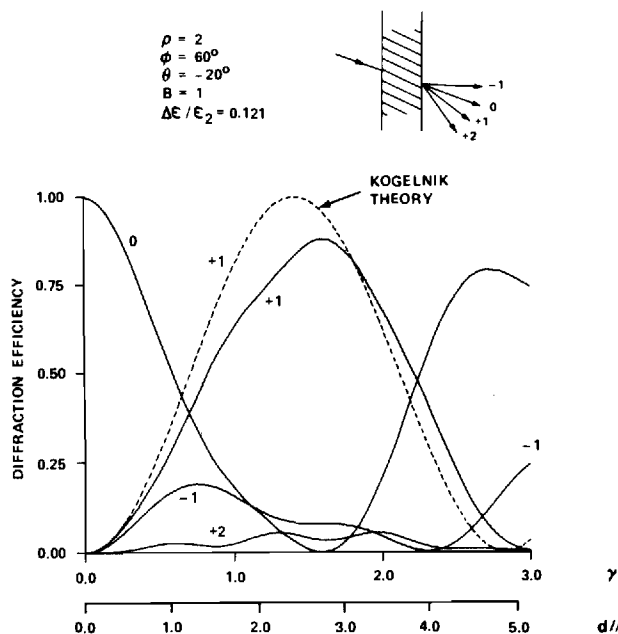 ρ = 2
ϕ = 60°
θ = -20°
B = 1
ΔЄ/Є₂ = 0.121
-1
0
+1
+2
KOGELNIK
THEORY
DIFFRACTION EFFICIENCY
1.00
0.75
0.50
0.25
0.00
0
+1
+1
-1
+2
-1
0.0 1.0 2.0 3.0 γ
0.0 1.0 2.0 3.0 4.0 5.0 d/